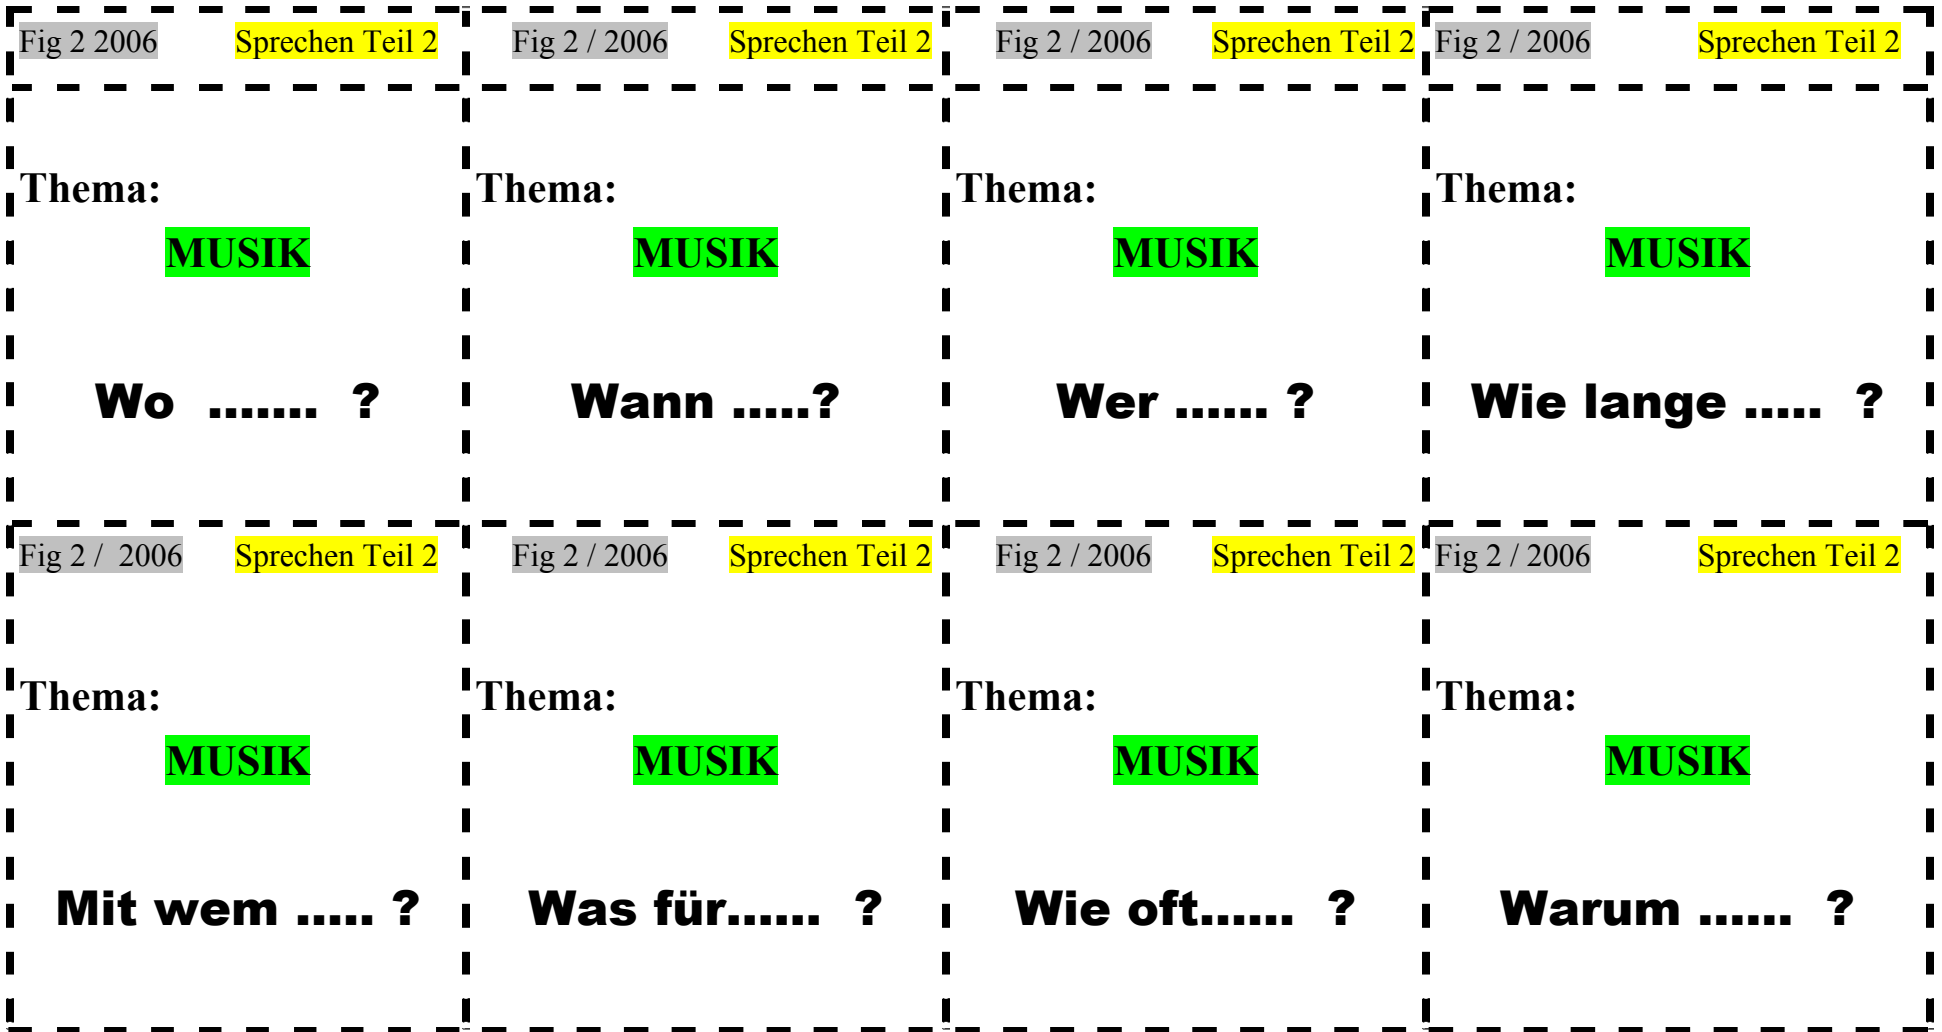 Fig 2 2006 Sprechen Teil 2
Thema:
MUSIK
Wo ....... ?
Fig 2 / 2006 Sprechen Teil 2
Thema:
MUSIK
Wann .....?
Fig 2 / 2006 Sprechen Teil 2
Thema:
MUSIK
Wer ...... ?
Fig 2 / 2006 Sprechen Teil 2
Thema:
MUSIK
Wie lange ..... ?
Fig 2 / 2006 Sprechen Teil 2
Thema:
MUSIK
Mit wem ..... ?
Fig 2 / 2006 Sprechen Teil 2
Thema:
MUSIK
Was für...... ?
Fig 2 / 2006 Sprechen Teil 2
Thema:
MUSIK
Wie oft...... ?
Fig 2 / 2006 Sprechen Teil 2
Thema:
MUSIK
Warum ...... ?